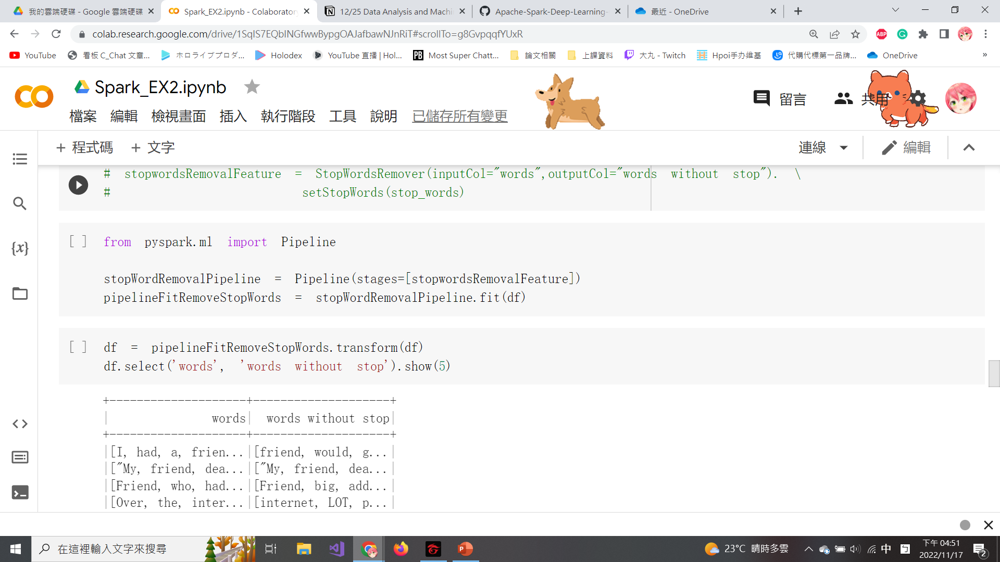 我的雲端硬碟 - Google 雲端硬碟
Spark_EX2.ipynb - Colaboratory
12/25 Data Analysis and Machi
Apache-Spark-Deep-Learning-
最近 - OneDrive
colab.research.google.com/drive/1SqIS7EQbINGfwwBypgOAJafbawNJnRiT#scrollTo=g8GvpqqfYUxR
ABP
YouTube
看板 C_Chat 文章...
ホロライブプロダ...
Holodex
YouTube 直播 | Hol...
PB Most Super Chatt...
論文相關
上課資料
大丸 - Twitch
Hpoi手办维基
代購代標第一品牌...
OneDrive
»
Spark_EX2.ipynb
留言
共用
檔案 編輯 檢視畫面 插入 執行階段 工具 說明 已儲存所有變更
+ 程式碼 + 文字
連線
編輯
# stopwordsRemovalFeature = StopWordsRemover(inputCol="words",outputCol="words without stop"). \
# setStopWords(stop_words)
[ ] from pyspark.ml import Pipeline
stopWordRemovalPipeline = Pipeline(stages=[stopwordsRemovalFeature])
pipelineFitRemoveStopWords = stopWordRemovalPipeline.fit(df)
[ ] df = pipelineFitRemoveStopWords.transform(df)
df.select('words', 'words without stop').show(5)
+--------------------+--------------------+
| words| words without stop|
+--------------------+--------------------+
|[I, had, a, frien...|[friend, would, g...|
|["My, friend, dea...|["My, friend, dea...|
|[Friend, who, had...|[Friend, big, add...|
|[Over, the, inter...|[internet, LOT, p...|
{x}
在這裡輸入文字來搜尋
23°C 晴時多雲
中
下午 04:51
2022/11/17
2